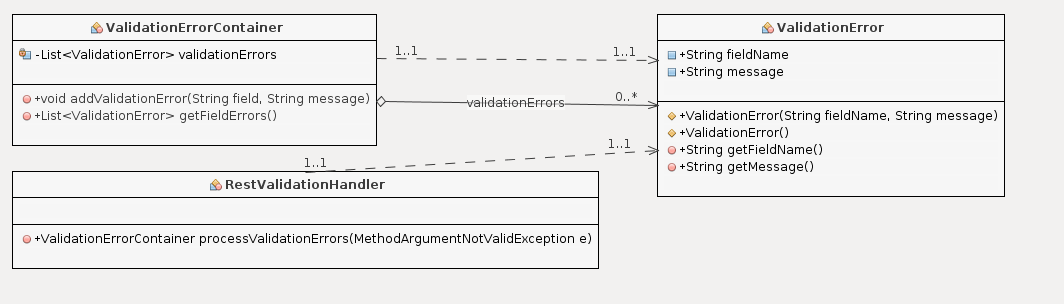 ValidationErrorContainer
-List<ValidationError> validationErrors
+void addValidationError(String field, String message)
+List<ValidationError> getFieldErrors()
1..1
1..1
validationErrors
0..*
1..1
1..1
ValidationError
+String fieldName
+String message
+ValidationError(String fieldName, String message)
+ValidationError()
+String getFieldName()
+String getMessage()
RestValidationHandler
+ValidationErrorContainer processValidationErrors(MethodArgumentNotValidException e)